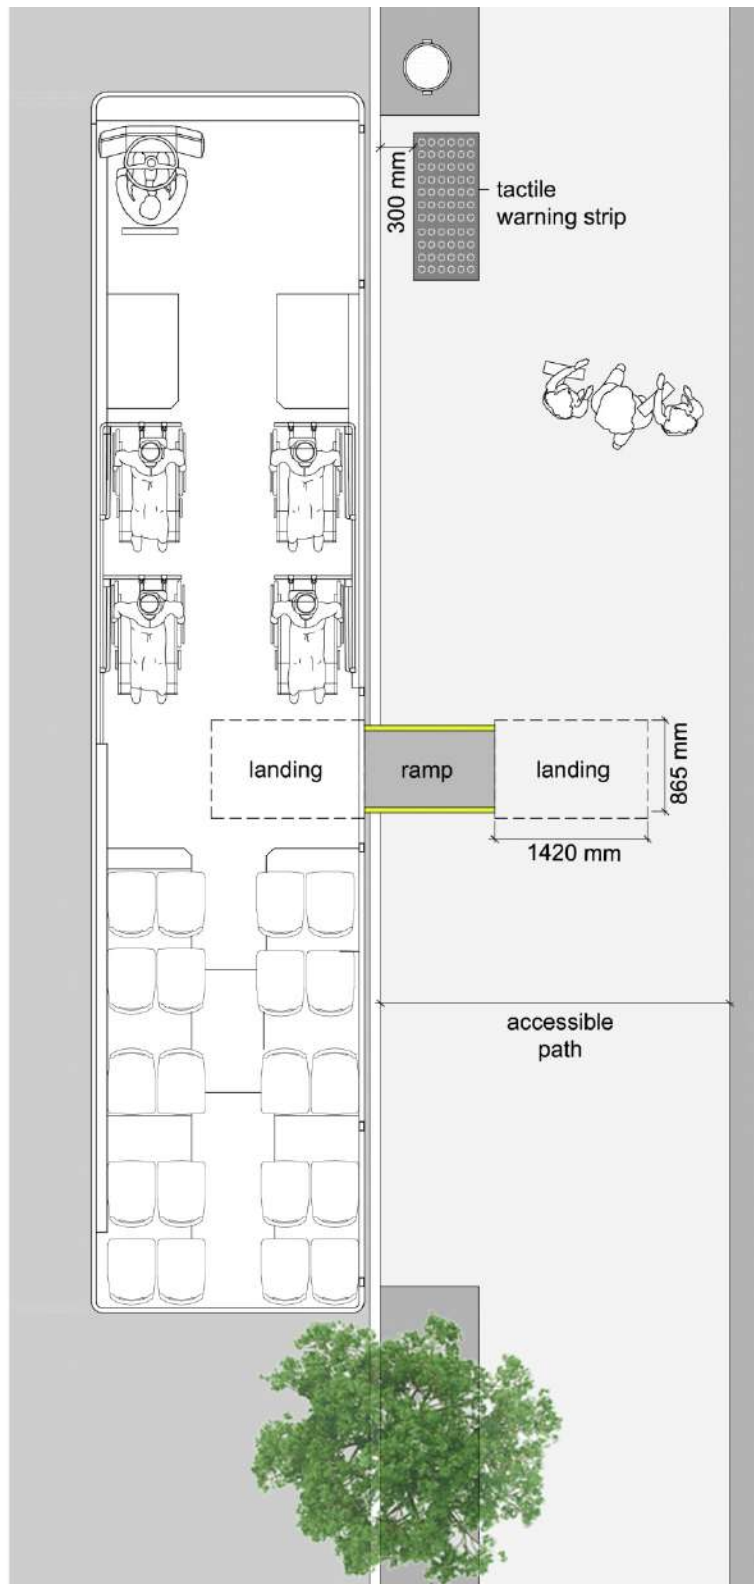 300 mm
tactile
warning strip
landing
ramp
landing
865 mm
1420 mm
accessible
path